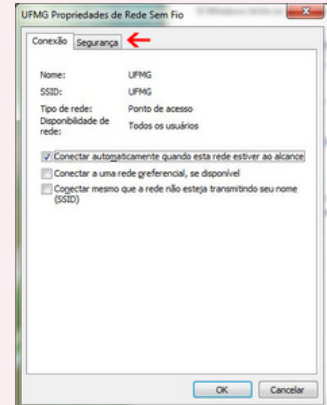 UFMG Propriedades de Rede Sem Fio
Conexão Segurança
Nome: UFMG
SSID: UFMG
Tipo de rede: Ponto de acesso
Disponibilidade de rede: Todos os usuários
Conectar automaticamente quando esta rede estiver ao alcance
Conectar a uma rede preferencial, se disponível
Conectar mesmo que a rede não esteja transmitindo seu nome
(SSID)
OK Cancelar